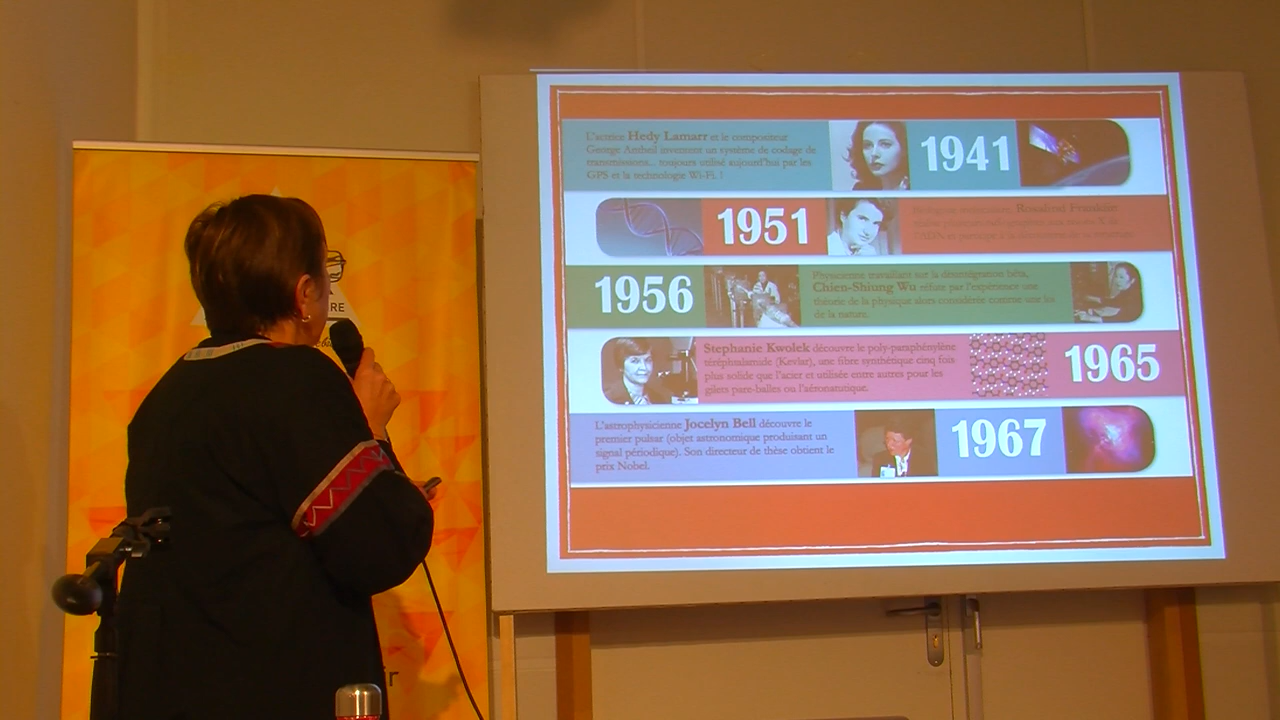 L'actrice Hedy Lamarr et le compositeur
George Antheil inventent un système de codage de
transmissions... toujours utilisé aujourd'hui par les
GPS et la technologie Wi-Fi. !
1941
1951
Rosalind Franklin
1956
Physicienne travaillant sur la désintégration bêta,
Chien-Shiung Wu réfute par l'expérience une
théorie de la physique alors considérée comme une loi
de la nature.
Stephanie Kwolek découvre le poly-paraphénylène
téréphtalamide (Kevlar), une fibre synthétique cinq fois
plus solide que l'acier et utilisée entre autres pour les
gilets pare-balles ou l'aéronautique.
1965
L'astrophysicienne Jocelyn Bell découvre le
premier pulsar (objet astronomique produisant un
signal périodique). Son directeur de thèse obtient le
prix Nobel.
1967